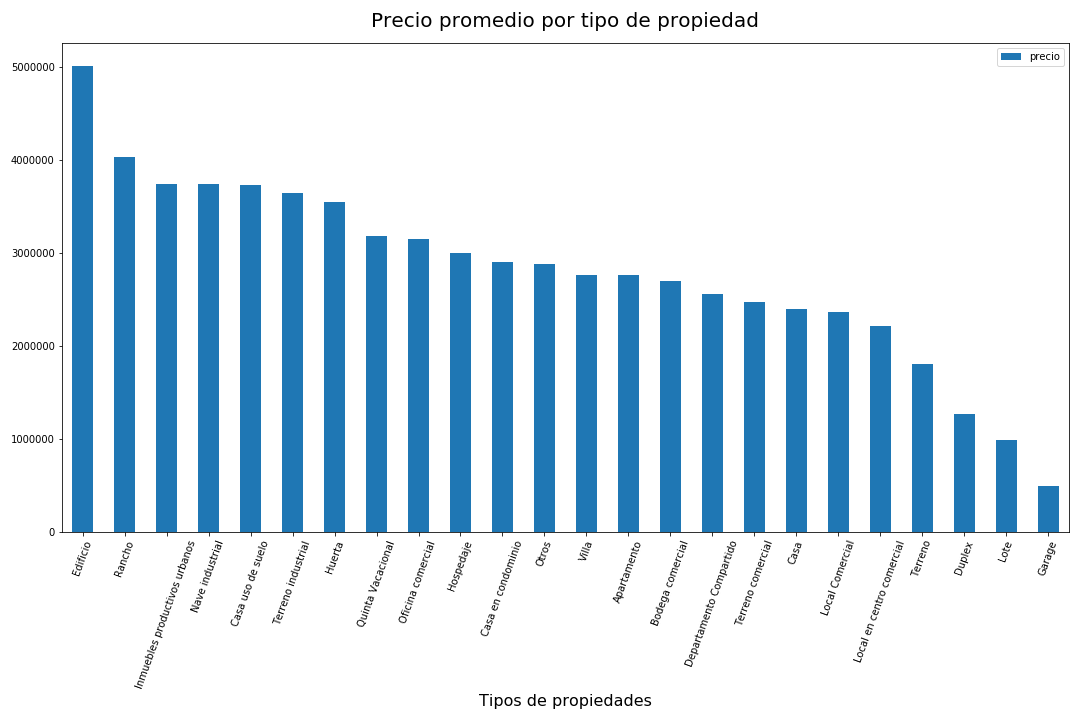 Precio promedio por tipo de propiedad
precio
5000000
4000000
3000000
2000000
1000000
0
Edificio
Rancho
Inmuebles productivos urbanos
Nave industrial
Casa uso de suelo
Terreno industrial
Huerta
Quinta Vacacional
Oficina comercial
Hospedaje
Casa en condominio
Otros
Villa
Apartamento
Bodega comercial
Departamento Compartido
Terreno comercial
Casa
Local Comercial
Local en centro comercial
Terreno
Duplex
Lote
Garage
Tipos de propiedades